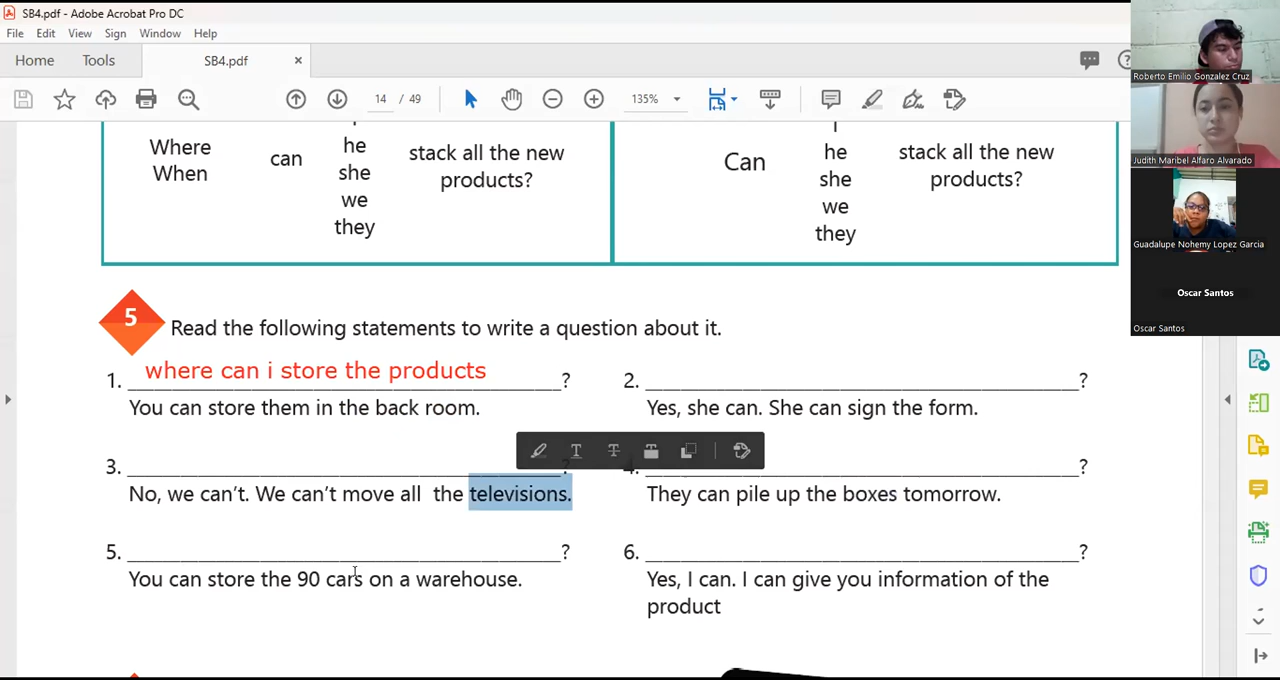 SB4.pdf - Adobe Acrobat Pro DC
File Edit View Sign Window Help
Home Tools SB4.pdf ×
14 / 49 135%
Where
When
can
he
she
we
they
stack all the new
products?
Can
he
she
we
they
stack all the new
products?
5 Read the following statements to write a question about it.
where can i store the products
1. ?
You can store them in the back room.
2. ?
Yes, she can. She can sign the form.
3. ?
No, we can't. We can't move all the televisions.
4. ?
They can pile up the boxes tomorrow.
5. ?
You can store the 90 cars on a warehouse.
6. ?
Yes, I can. I can give you information of the
product
Roberto Emilio Gonzalez Cruz
Judith Maribel Alfaro Alvarado
Guadalupe Nohemy Lopez Garcia
Oscar Santos
Oscar Santos